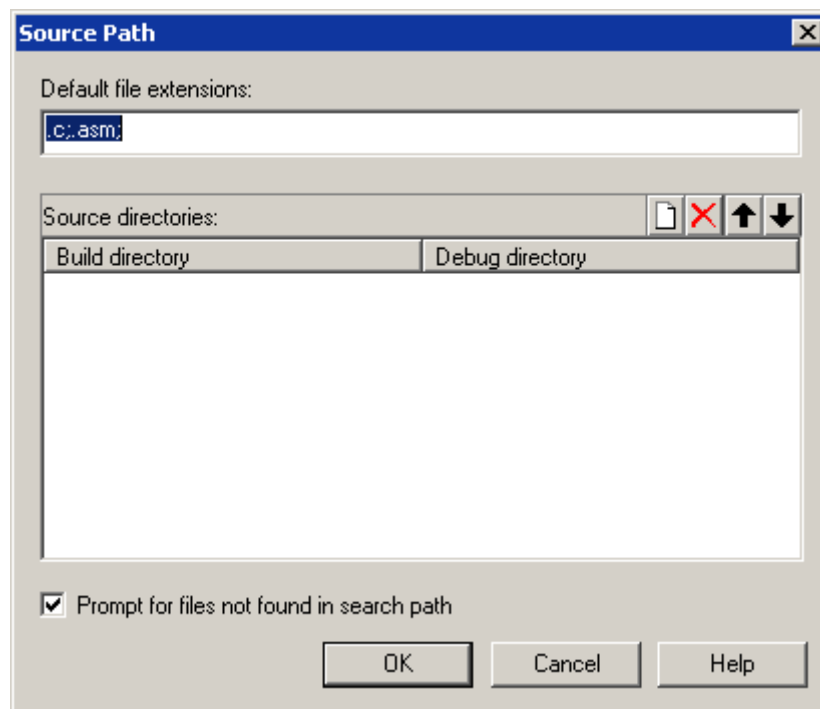 Source Path
Default file extensions:
.c;.asm;
Source directories:
Build directory Debug directory
Prompt for files not found in search path
OK Cancel Help